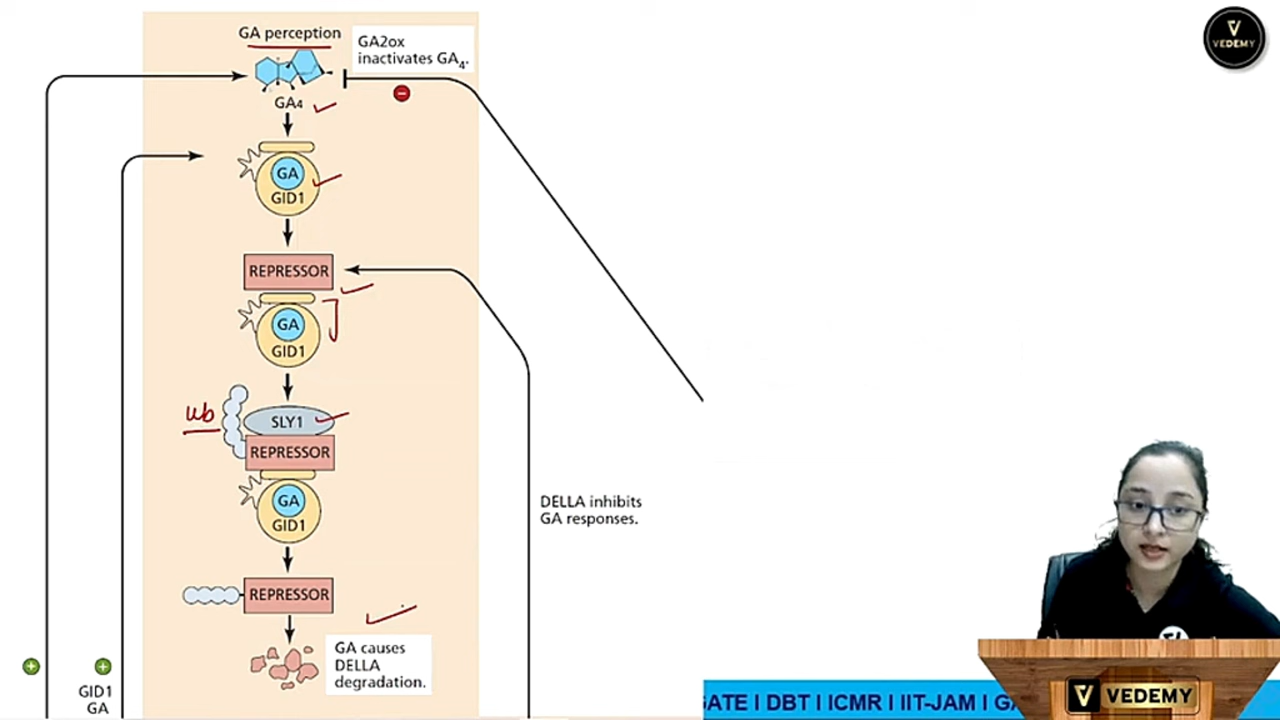 GA perception
GA2ox
inactivates GA4.
GA4
GA
GID1
REPRESSOR
GA
GID1
ub
SLY1
REPRESSOR
GA
GID1
DELLA inhibits
GA responses.
REPRESSOR
GA causes
DELLA
degradation.
GID1
GA
V
VEDEMY
GATE I DBT I ICMR I IIT-JAM I GA
V VEDEMY